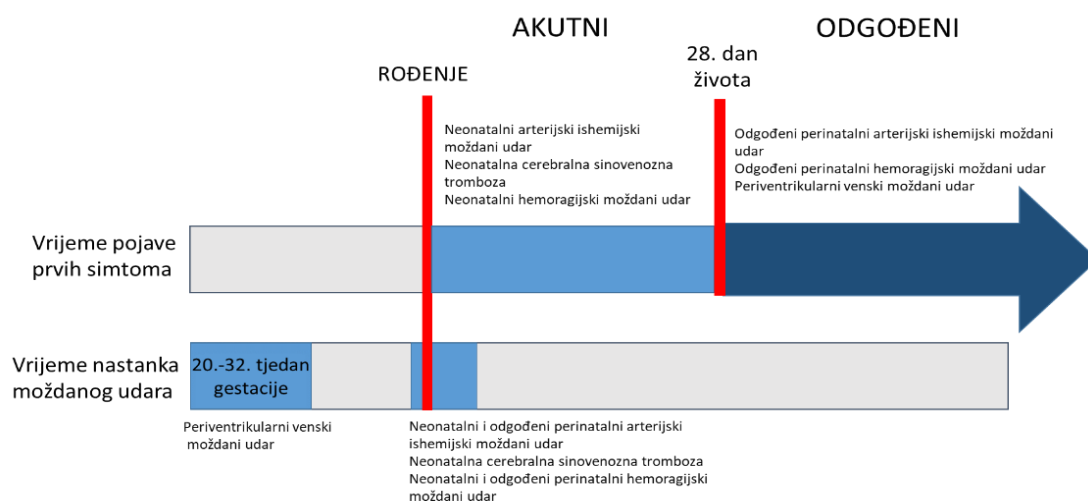 AKUTNI
ODGOĐENI
ROĐENJE
28. dan
života
Neonatalni arterijski ishemijski
moždani udar
Neonatalna cerebralna sinovenozna
tromboza
Neonatalni hemoragijski moždani udar
Odgođeni perinatalni arterijski ishemijski moždani
udar
Odgođeni perinatalni hemoragijski moždani udar
Periventrikularni venski moždani udar
Vrijeme pojave
prvih simtoma
Vrijeme nastanka
moždanog udara
20.-32. tjedan
gestacije
Periventrikularni venski
moždani udar
Neonatalni i odgođeni perinatalni arterijski
ishemijski moždani udar
Neonatalna cerebralna sinovenozna tromboza
Neonatalni i odgođeni perinatalni hemoragijski
moždani udar